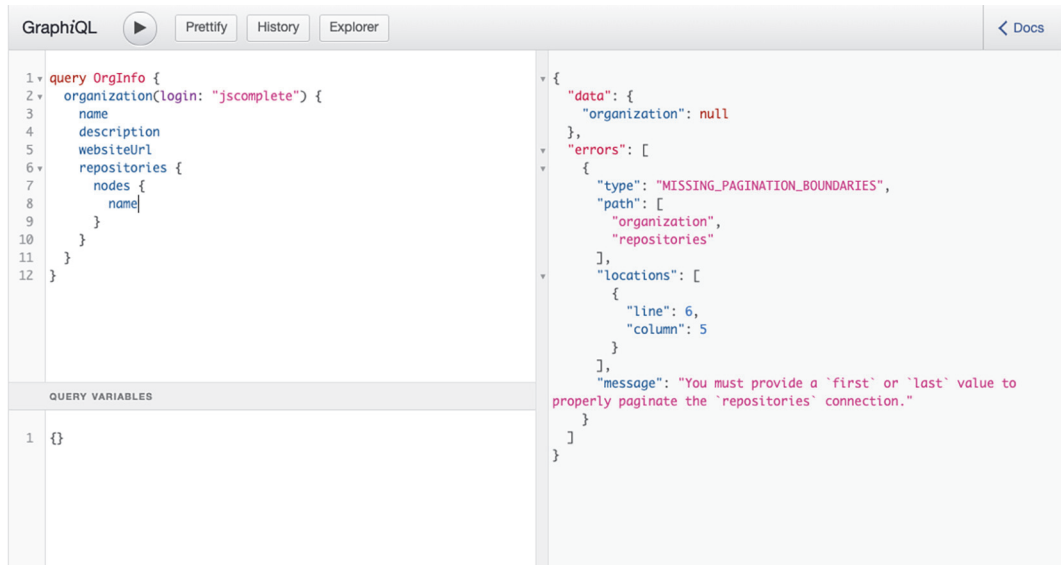 GraphiQL Prettify History Explorer Docs
1 query OrgInfo {
2 organization(login: "jscomplete") {
3 name
4 description
5 websiteUrl
6 repositories {
7 nodes {
8 name
9 }
10 }
11 }
12 }
QUERY VARIABLES
1 {}
{
"data": {
"organization": null
},
"errors": [
{
"type": "MISSING_PAGINATION_BOUNDARIES",
"path": [
"organization",
"repositories"
],
"locations": [
{
"line": 6,
"column": 5
}
],
"message": "You must provide a `first` or `last` value to
properly paginate the `repositories` connection."
}
]
}